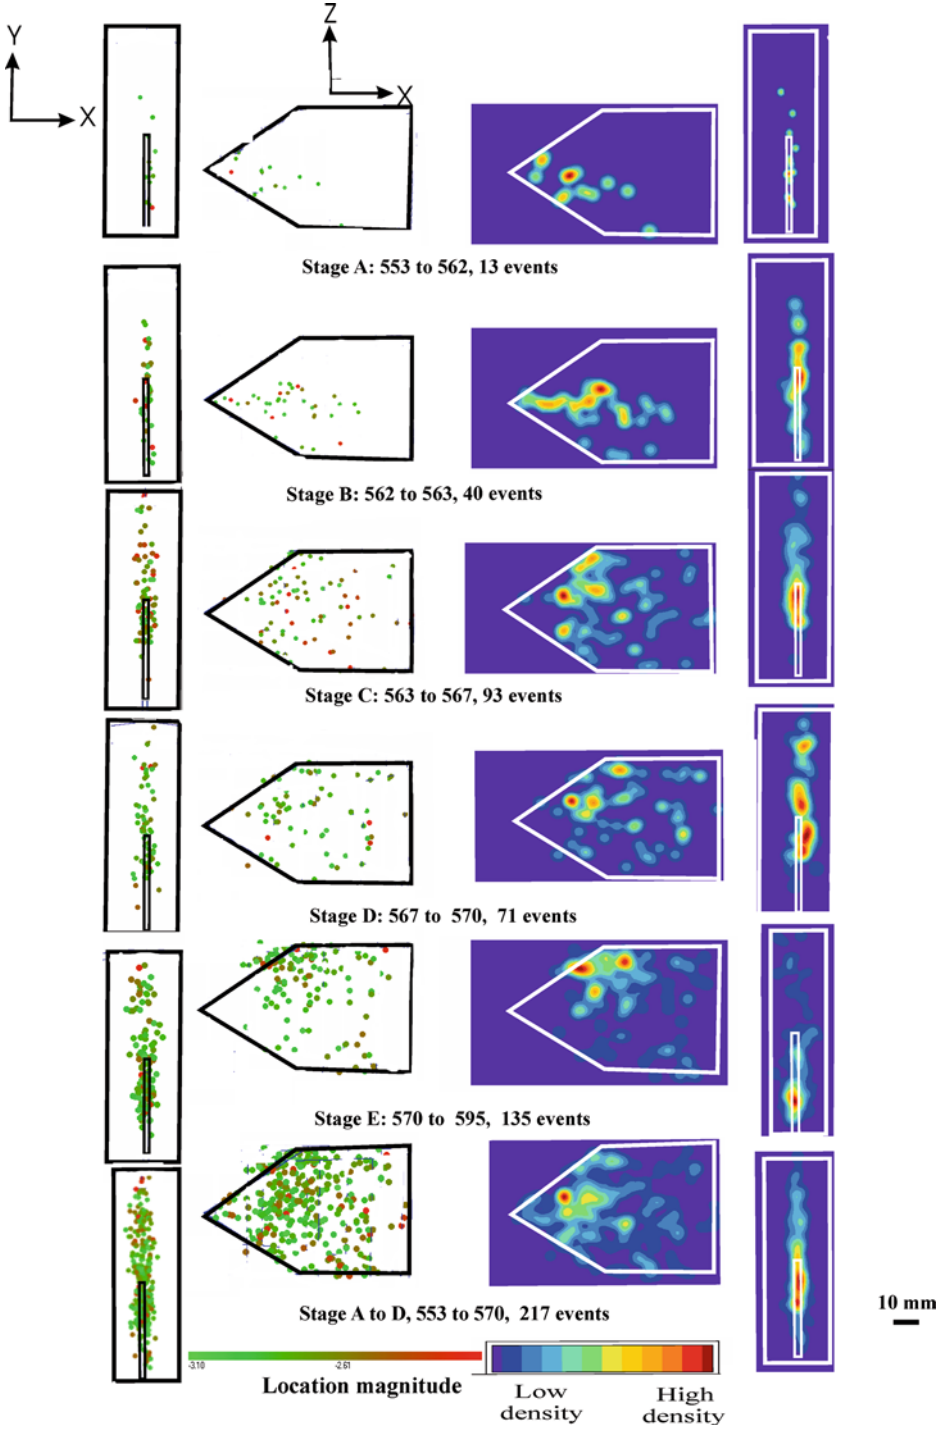 Y
X
Z
X
Stage A: 553 to 562, 13 events
Stage B: 562 to 563, 40 events
Stage C: 563 to 567, 93 events
Stage D: 567 to 570, 71 events
Stage E: 570 to 595, 135 events
Stage A to D, 553 to 570, 217 events
10 mm
-3.10
-2.61
Location magnitude
Low density
High density